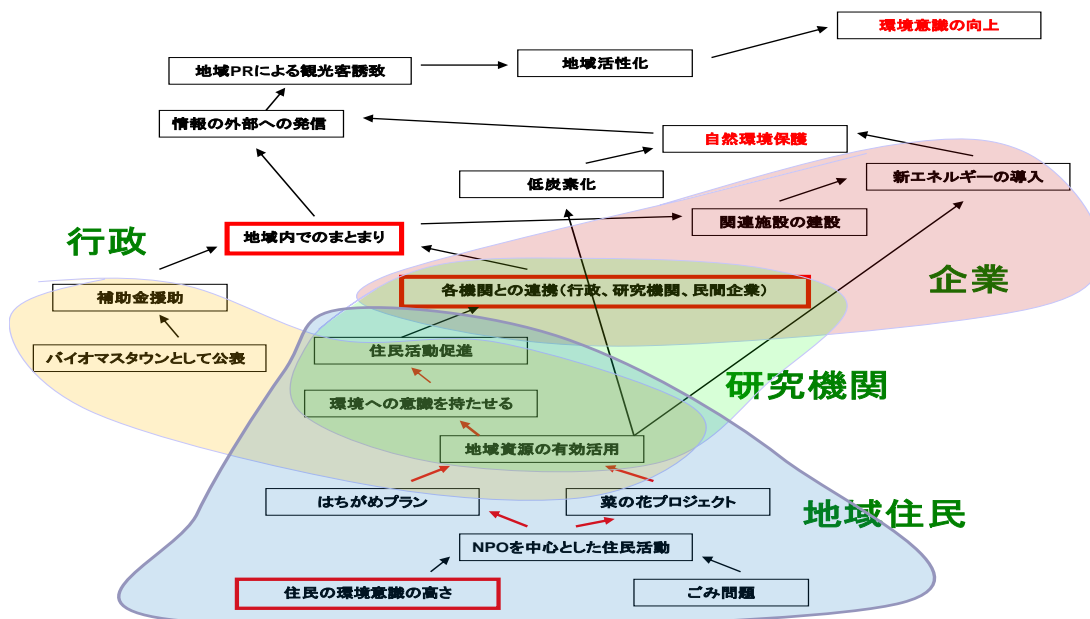 環境意識の向上
地域活性化
地域PRによる観光客誘致
情報の外部への発信
自然環境保護
新エネルギーの導入
低炭素化
関連施設の建設
地域内でのまとまり
行政
企業
補助金援助
各機関との連携(行政、研究機関、民間企業)
バイオマスタウンとして公表
住民活動促進
研究機関
環境への意識を持たせる
地域資源の有効活用
はちがめプラン
菜の花プロジェクト
地域住民
NPOを中心とした住民活動
住民の環境意識の高さ
ごみ問題